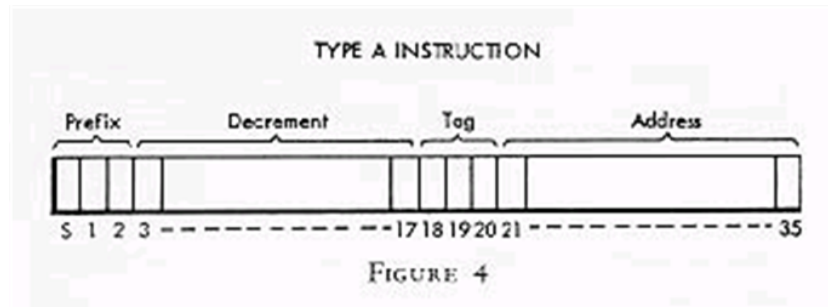 TYPE A INSTRUCTION
Prefix Decrement Tag Address
S 1 2 3 17 18 19 20 21 35
FIGURE 4